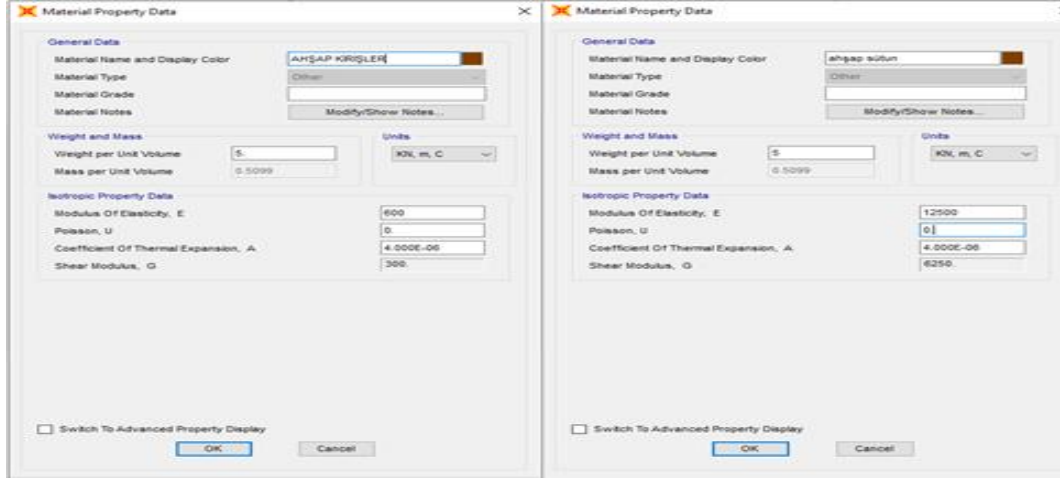 Material Property Data
General Data
Material Name and Display Color AHŞAP KİRİŞLER
Material Type Other
Material Grade
Material Notes Modify/Show Notes...
Weight and Mass Units
Weight per Unit Volume 5. KN, m, C
Mass per Unit Volume 0.5099
Isotropic Property Data
Modulus Of Elasticity, E 600
Poisson, U 0.
Coefficient Of Thermal Expansion, A 4.000E-06
Shear Modulus, G 300.
Switch To Advanced Property Display
OK Cancel
Material Property Data
General Data
Material Name and Display Color ahşap sütun
Material Type Other
Material Grade
Material Notes Modify/Show Notes...
Weight and Mass Units
Weight per Unit Volume 5 KN, m, C
Mass per Unit Volume 0.5099
Isotropic Property Data
Modulus Of Elasticity, E 12500
Poisson, U 0.
Coefficient Of Thermal Expansion, A 4.000E-06
Shear Modulus, G 6250.
Switch To Advanced Property Display
OK Cancel